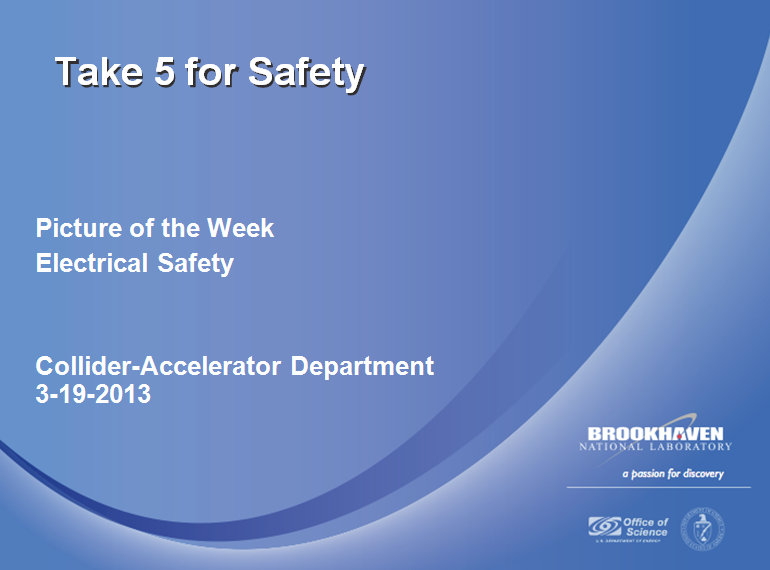 Take 5 for Safety
Picture of the Week
Electrical Safety
Collider-Accelerator Department
3-19-2013
BROOKHAVEN
NATIONAL LABORATORY
a passion for discovery
Office of
Science
U.S. DEPARTMENT OF ENERGY